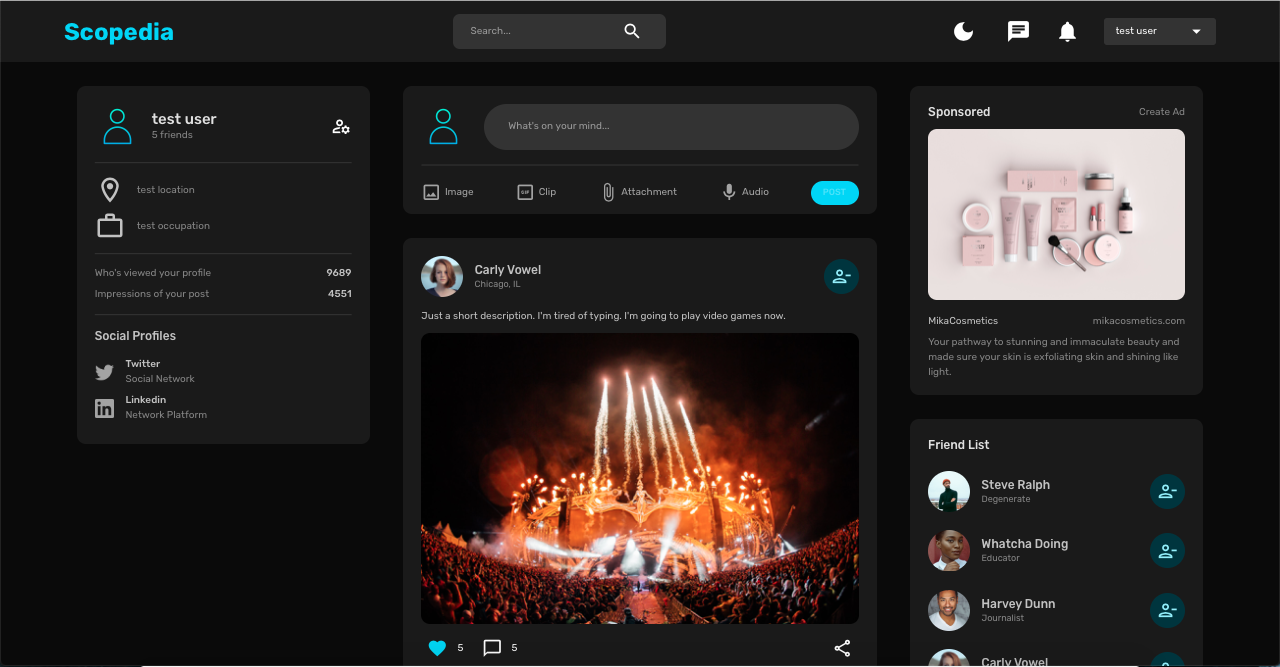 Scopedia
Search...
test user
test user
5 friends
test location
test occupation
Who's viewed your profile 9689
Impressions of your post 4551
Social Profiles
Twitter
Social Network
Linkedin
Network Platform
What's on your mind...
Image Clip Attachment Audio POST
Carly Vowel
Chicago, IL
Just a short description. I'm tired of typing. I'm going to play video games now.
5 5
Sponsored Create Ad
MikaCosmetics mikacosmetics.com
Your pathway to stunning and immaculate beauty and
made sure your skin is exfoliating skin and shining like
light.
Friend List
Steve Ralph
Degenerate
Whatcha Doing
Educator
Harvey Dunn
Journalist
Carly Vowel